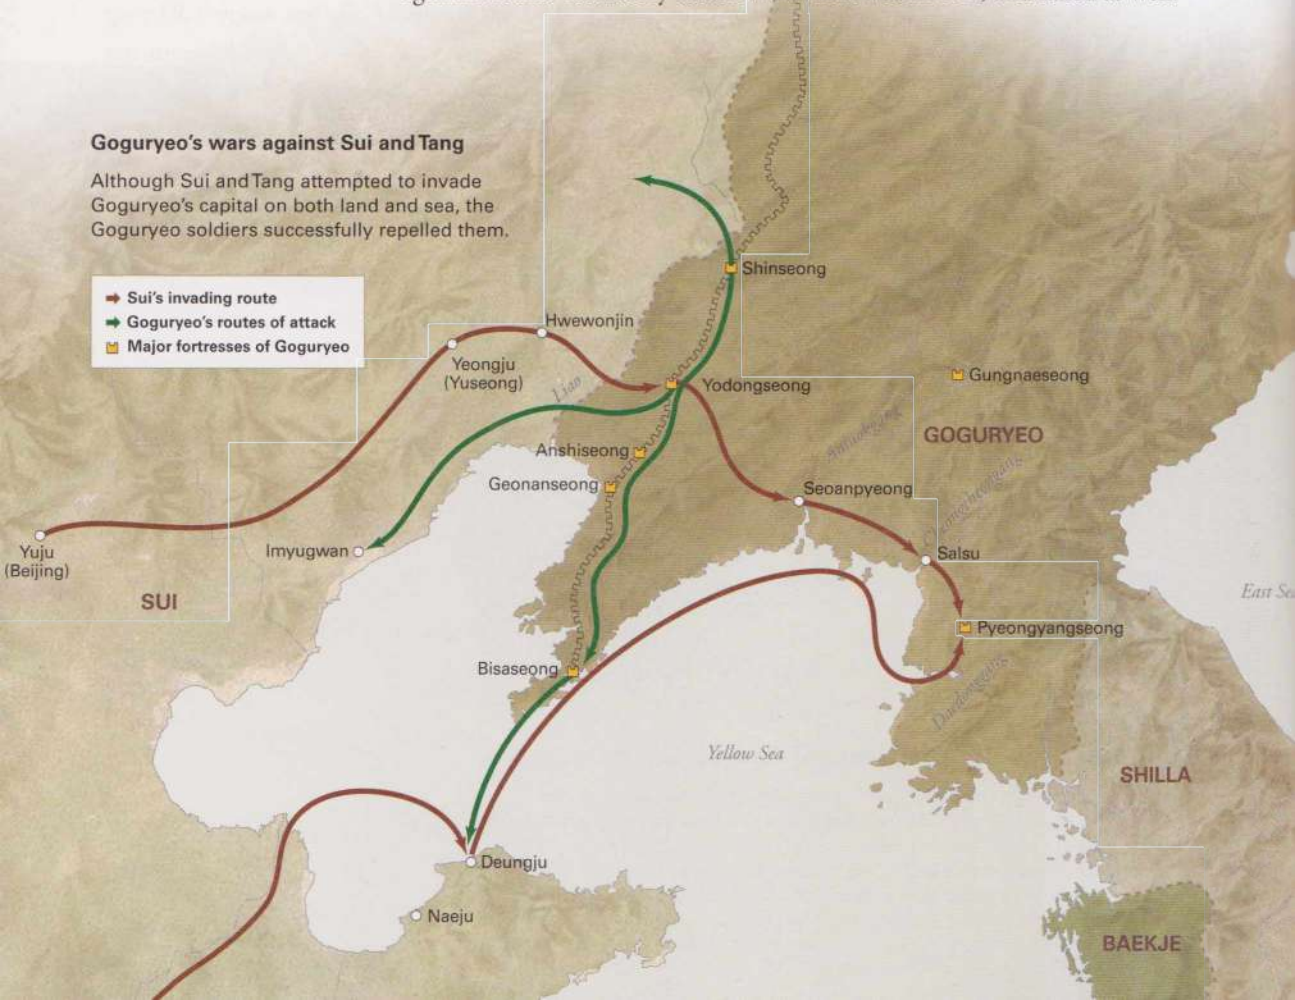 Goguryeo's wars against Sui and Tang
Although Sui and Tang attempted to invade
Goguryeo's capital on both land and sea, the
Goguryeo soldiers successfully repelled them.
Sui's invading route
Goguryeo's routes of attack
Major fortresses of Goguryeo
Shinseong
Hwewonjin
Yeongju
(Yuseong)
Liao
Yodongseong
Gungnaeseong
GOGURYEO
Anshiseong
Geonanseong
Seoanpyeong
Yuju
(Beijing)
Imyugwan
Salsu
SUI
East Sea
Pyeongyangseong
Bisaseong
Daedonggang
Yellow Sea
SHILLA
Deungju
Naeju
BAEKJE